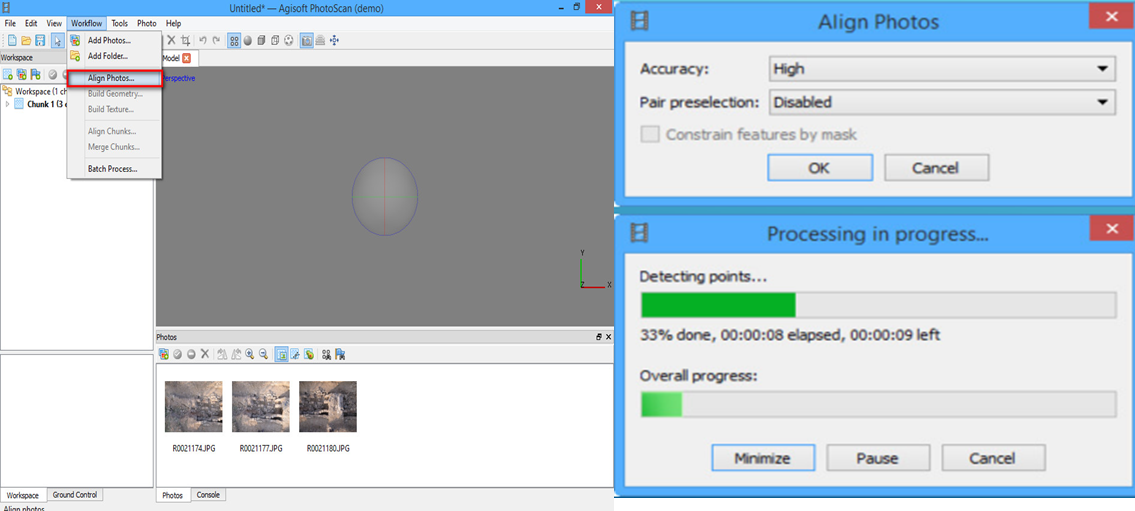 Untitled* — Agisoft PhotoScan (demo)
File Edit View Workflow Tools Photo Help
Add Photos...
Add Folder...
Align Photos...
Build Geometry...
Build Texture...
Align Chunks...
Merge Chunks...
Batch Process...
Workspace
Workspace (1 ch
Chunk 1 (3
Model
erspective
Y
Z X
Photos
R0021174.JPG R0021177.JPG R0021180.JPG
Workspace Ground Control
Photos Console
Align photos
Align Photos
Accuracy: High
Pair preselection: Disabled
Constrain features by mask
OK Cancel
Processing in progress...
Detecting points...
33% done, 00:00:08 elapsed, 00:00:09 left
Overall progress:
Minimize Pause Cancel